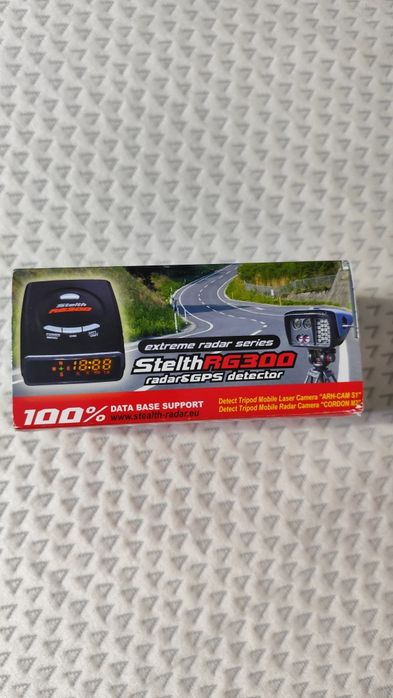 Stelth
RG300
18:88
extreme radar series
StelthRG300
radar&GPS detector
100% DATA BASE SUPPORT
www.stealth-radar.eu
Detect Tripod Mobile Laser Camera "ARH-CAM S1"
Detect Tripod Mobile Radar Camera "CORDON M2"